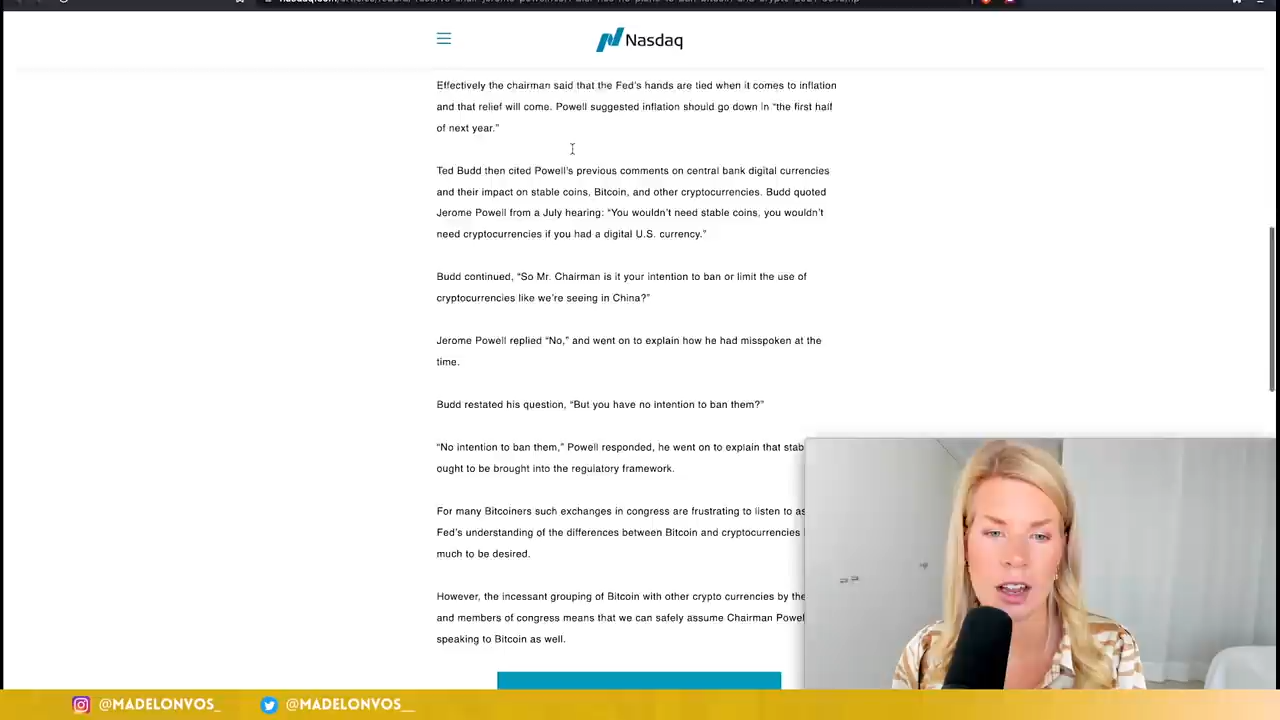 Nasdaq
Effectively the chairman said that the Fed's hands are tied when it comes to inflation
and that relief will come. Powell suggested inflation should go down in “the first half
of next year.”
Ted Budd then cited Powell's previous comments on central bank digital currencies
and their impact on stable coins, Bitcoin, and other cryptocurrencies. Budd quoted
Jerome Powell from a July hearing: “You wouldn't need stable coins, you wouldn't
need cryptocurrencies if you had a digital U.S. currency.”
Budd continued, “So Mr. Chairman is it your intention to ban or limit the use of
cryptocurrencies like we're seeing in China?”
Jerome Powell replied “No,” and went on to explain how he had misspoken at the
time.
Budd restated his question, “But you have no intention to ban them?”
“No intention to ban them,” Powell responded, he went on to explain that stab
ought to be brought into the regulatory framework.
For many Bitcoiners such exchanges in congress are frustrating to listen to as
Fed's understanding of the differences between Bitcoin and cryptocurrencies
much to be desired.
However, the incessant grouping of Bitcoin with other crypto currencies by the
and members of congress means that we can safely assume Chairman Powel
speaking to Bitcoin as well.
@MADELONVOS_ @MADELONVOS__